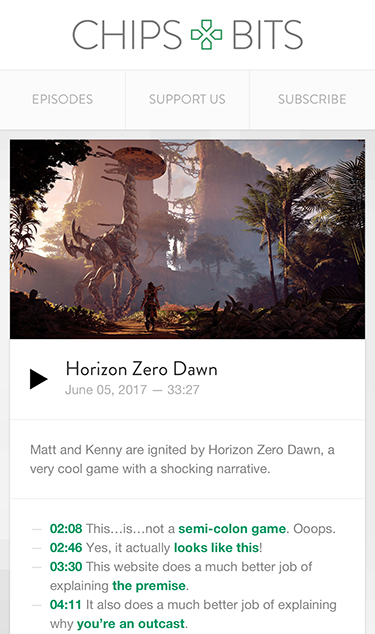 CHIPS BITS
EPISODES SUPPORT US SUBSCRIBE
Horizon Zero Dawn
June 05, 2017 — 33:27
Matt and Kenny are ignited by Horizon Zero Dawn, a
very cool game with a shocking narrative.
— 02:08 This…is…not a semi-colon game. Ooops.
— 02:46 Yes, it actually looks like this!
— 03:30 This website does a much better job of
explaining the premise.
— 04:11 It also does a much better job of explaining
why you’re an outcast.